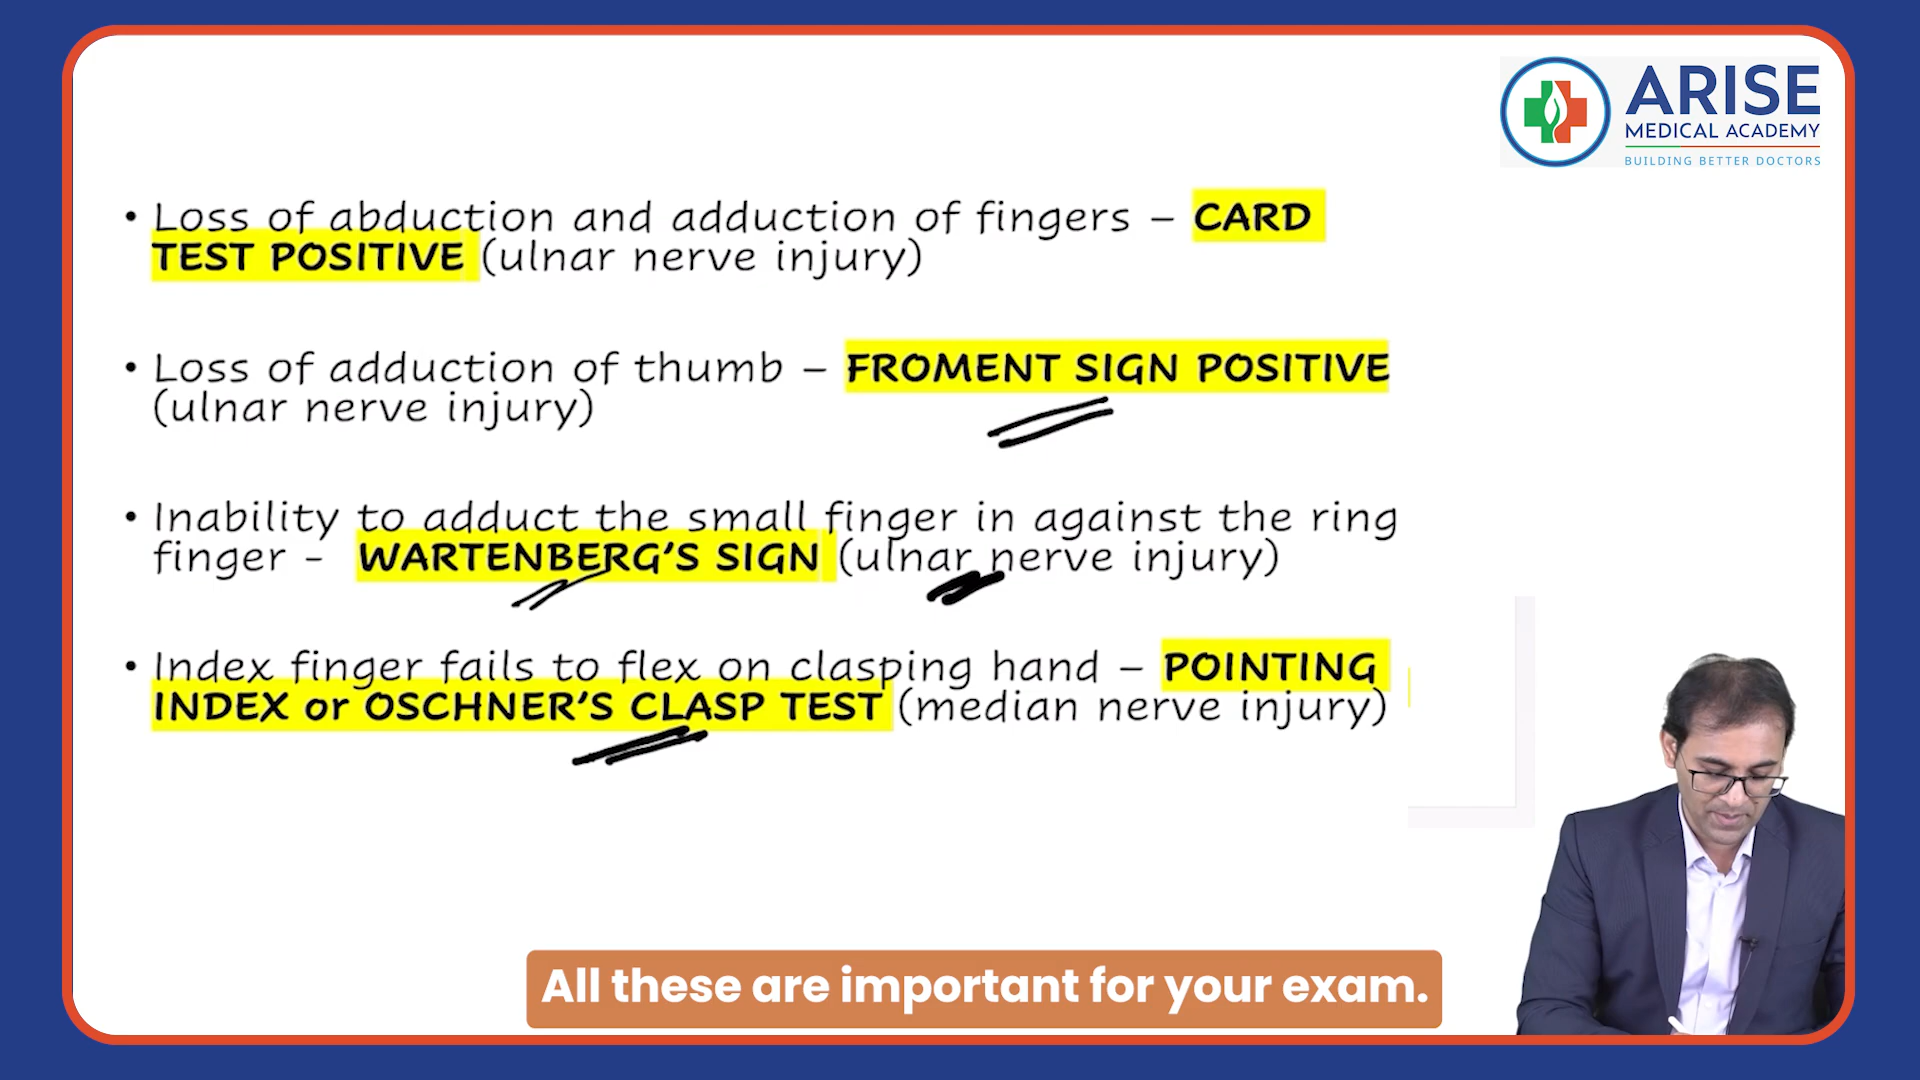 ARISE
MEDICAL ACADEMY
BUILDING BETTER DOCTORS
• Loss of abduction and adduction of fingers – CARD
TEST POSITIVE (ulnar nerve injury)
• Loss of adduction of thumb – FROMENT SIGN POSITIVE
(ulnar nerve injury)
• Inability to adduct the small finger in against the ring
finger - WARTENBERG'S SIGN (ulnar nerve injury)
• Index finger fails to flex on clasping hand – POINTING
INDEX or OSCHNER'S CLASP TEST (median nerve injury)
All these are important for your exam.